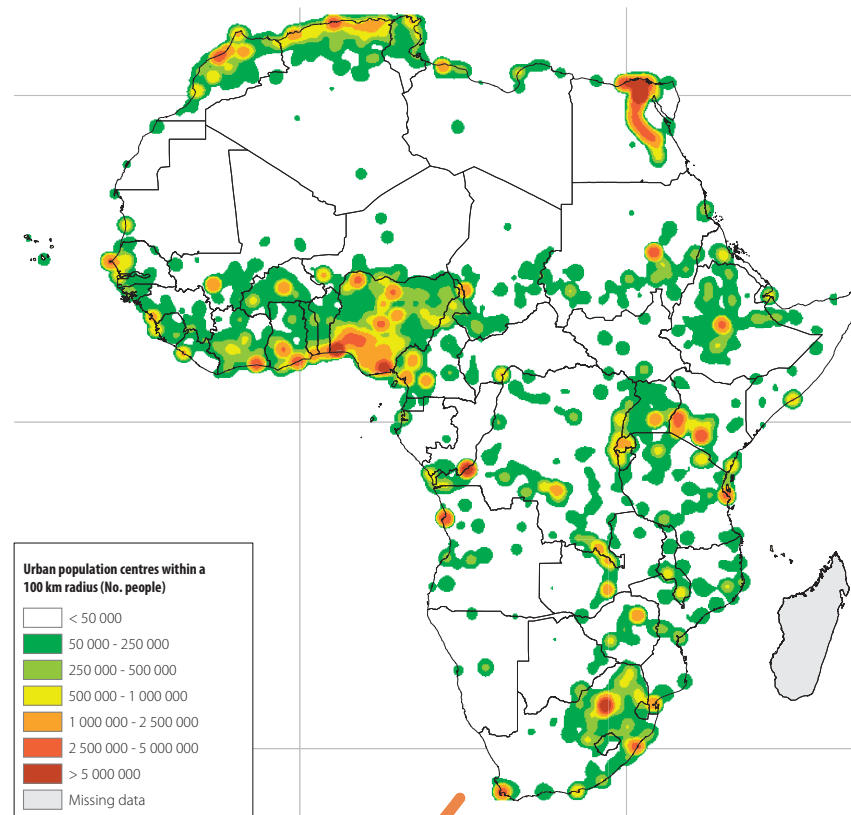 Urban population centres within a
100 km radius (No. people)
< 50 000
50 000 - 250 000
250 000 - 500 000
500 000 - 1 000 000
1 000 000 - 2 500 000
2 500 000 - 5 000 000
> 5 000 000
Missing data